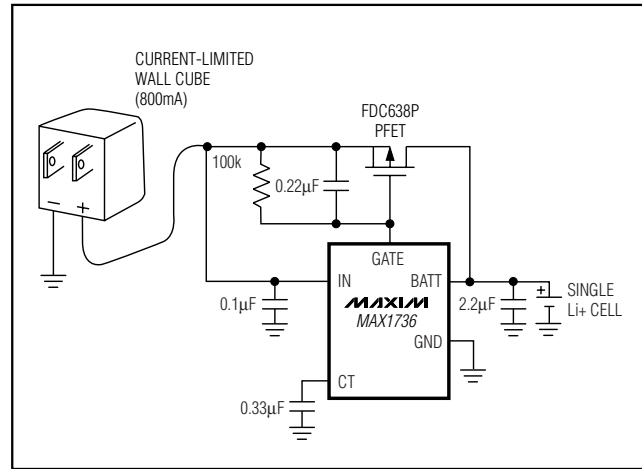 CURRENT-LIMITED
WALL CUBE
(800mA)
FDC638P
PFET
100k
0.22μF
− +
GATE
IN
BATT
0.1μF
MAXIM
MAX1736
2.2μF
+
SINGLE
Li+ CELL
GND
CT
0.33μF